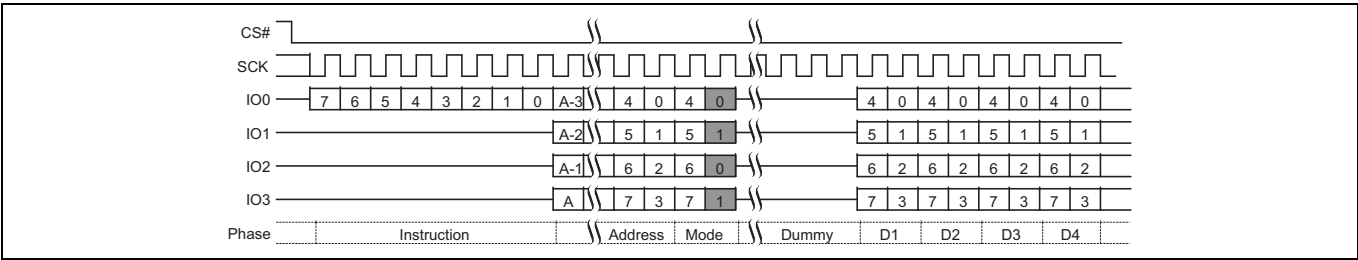 CS#
SCK
IO0 7 6 5 4 3 2 1 0 A-3 4 0 4 0 4 0 4 0 4 0 4 0
IO1 A-2 5 1 5 1 5 1 5 1 5 1 5 1
IO2 A-1 6 2 6 0 6 2 6 2 6 2 6 2
IO3 A 7 3 7 1 7 3 7 3 7 3 7 3
Phase Instruction Address Mode Dummy D1 D2 D3 D4